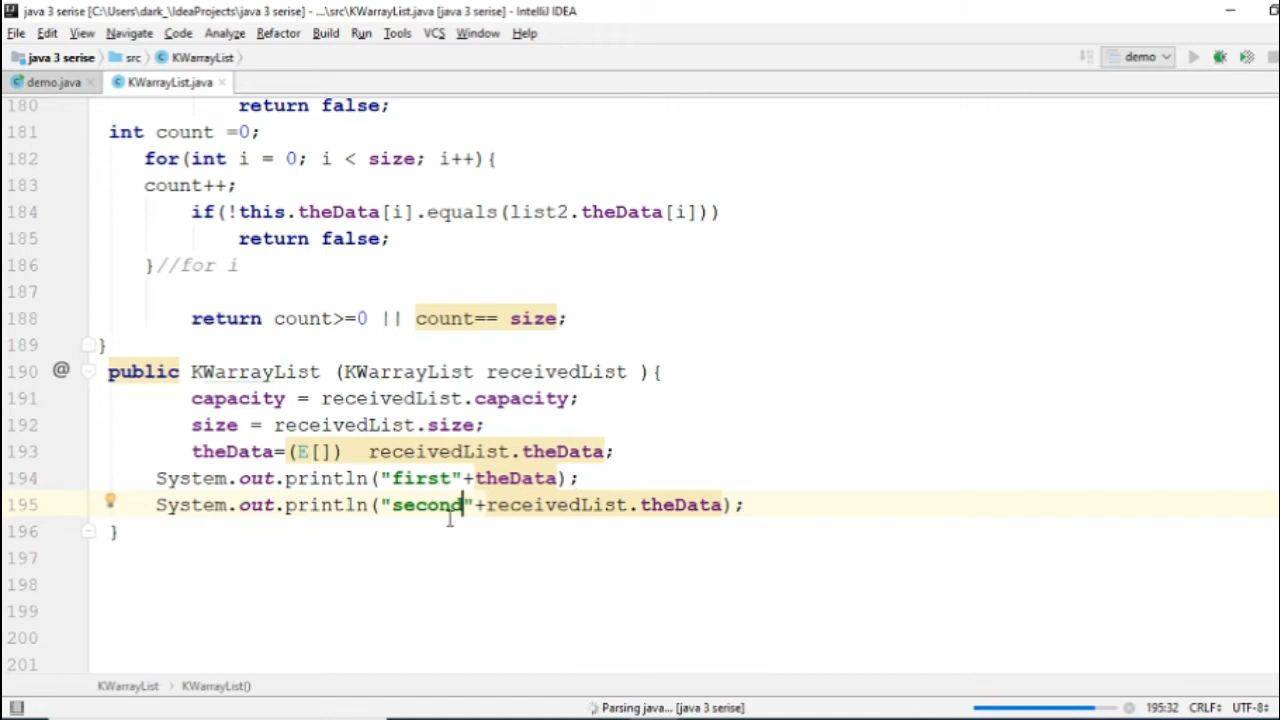 java 3 serise [C:\Users\dark_\IdeaProjects\java 3 serise] - ...\src\KWarrayList.java [java 3 serise] - IntelliJ IDEA
File Edit View Navigate Code Analyze Refactor Build Run Tools VCS Window Help
java 3 serise src KWarrayList demo
demo.java KWarrayList.java
180 return false;
181 int count =0;
182 for(int i = 0; i < size; i++){
183 count++;
184 if(!this.theData[i].equals(list2.theData[i]))
185 return false;
186 }//for i
187
188 return count>=0 || count== size;
189 }
190 @ public KWarrayList (KWarrayList receivedList ){
191 capacity = receivedList.capacity;
192 size = receivedList.size;
193 theData=(E[]) receivedList.theData;
194 System.out.println("first"+theData);
195 System.out.println("second"+receivedList.theData);
196 }
197
198
199
200
201
KWarrayList > KWarrayList()
Parsing java... [java 3 serise] 195:32 CRLF÷ UTF-8÷